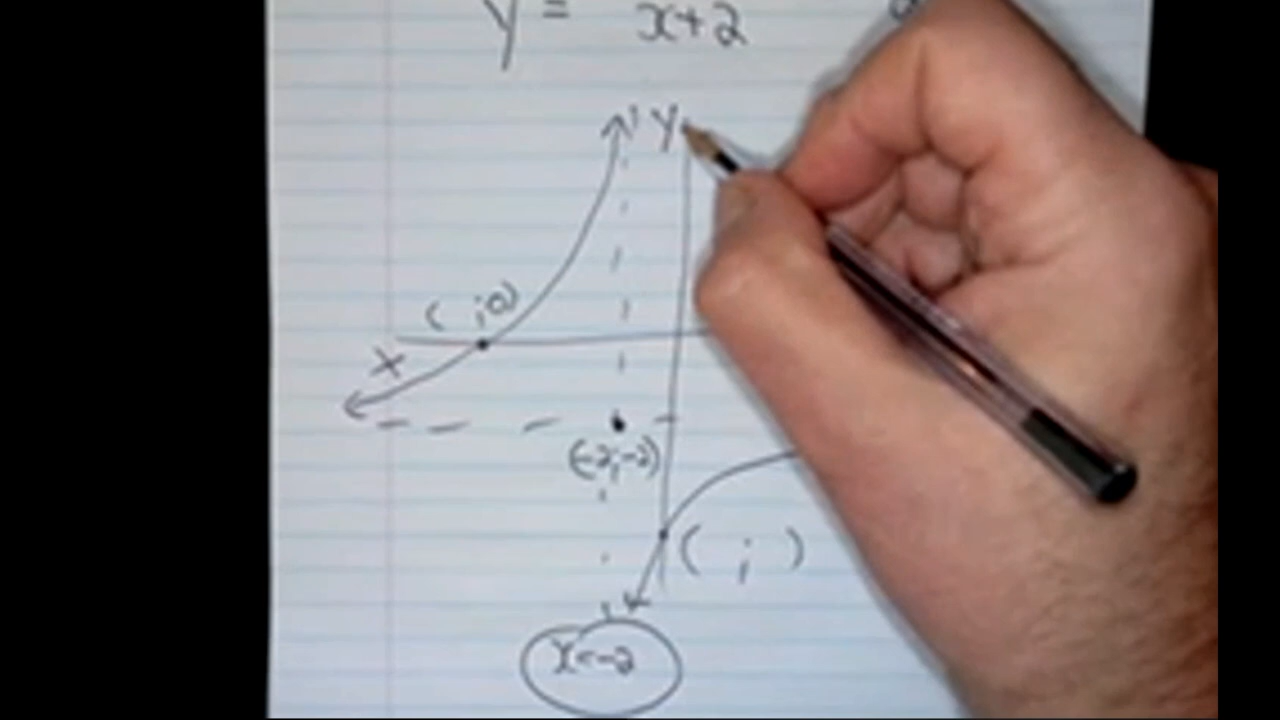 y = x+2
y
( ;0)
x
(-2;-2)
( ; )
x=-2